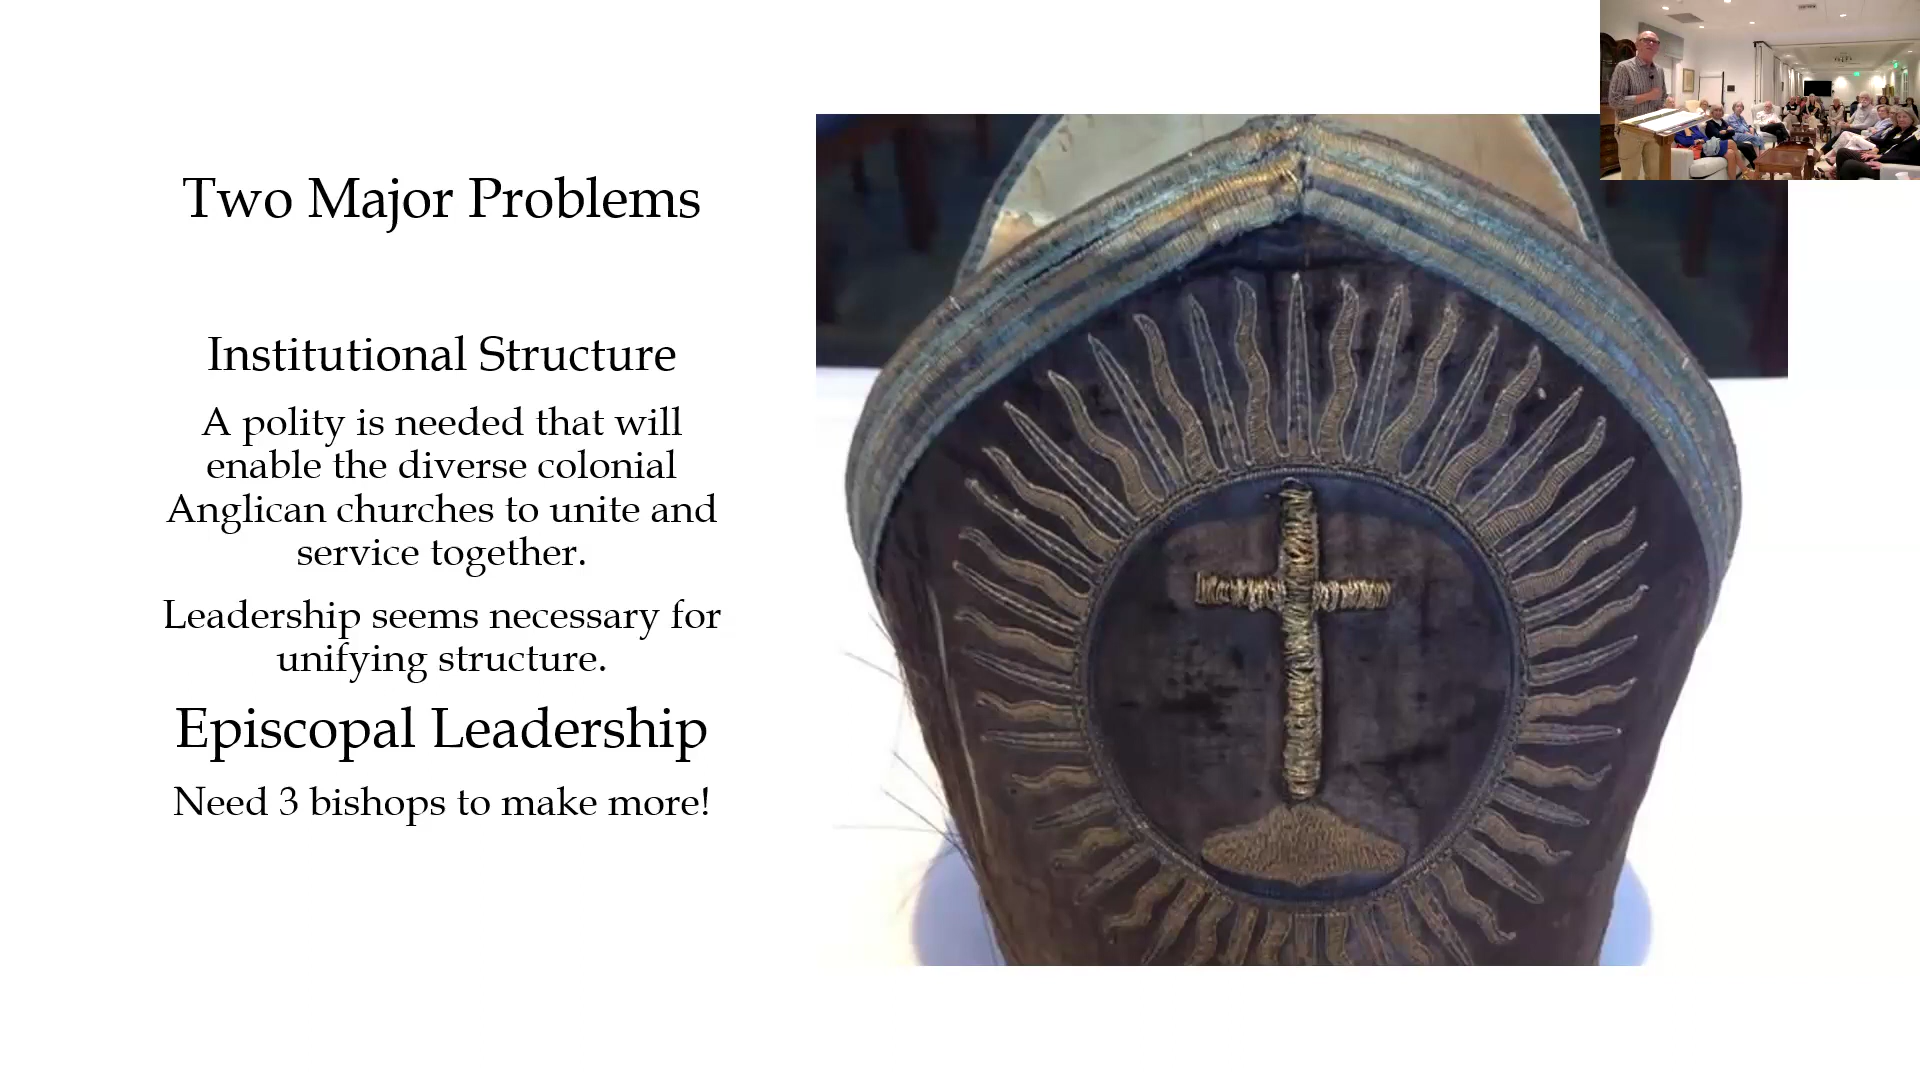 Two Major Problems
Institutional Structure
A polity is needed that will
enable the diverse colonial
Anglican churches to unite and
service together.
Leadership seems necessary for
unifying structure.
Episcopal Leadership
Need 3 bishops to make more!